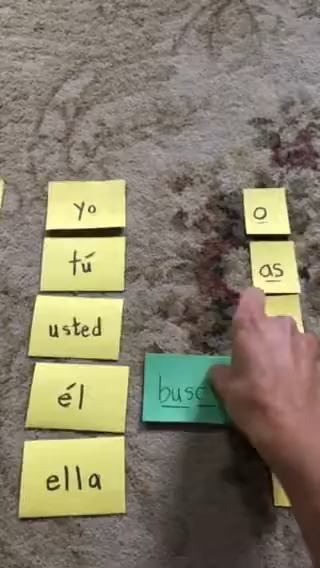 yo
o
tú
as
usted
él
busc
ella